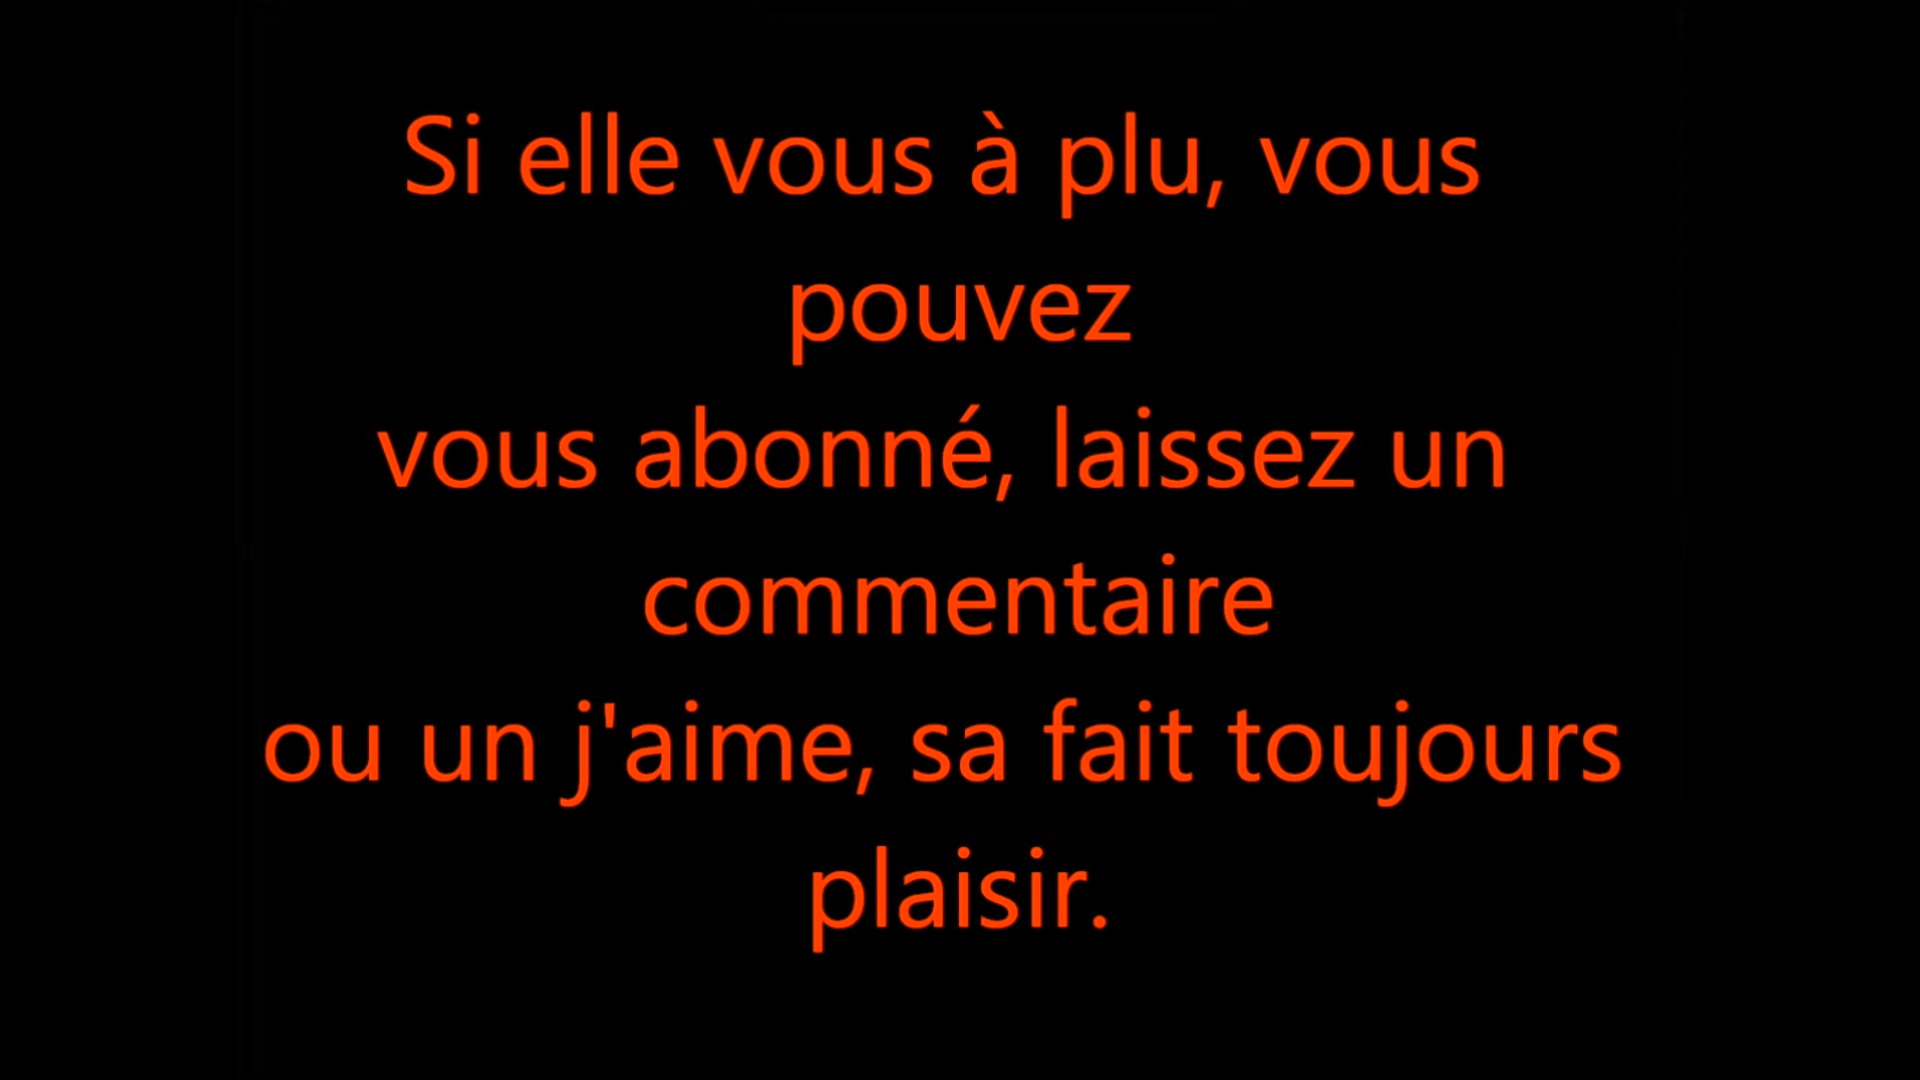 Si elle vous à plu, vous
pouvez
vous abonné, laissez un
commentaire
ou un j'aime, sa fait toujours
plaisir.